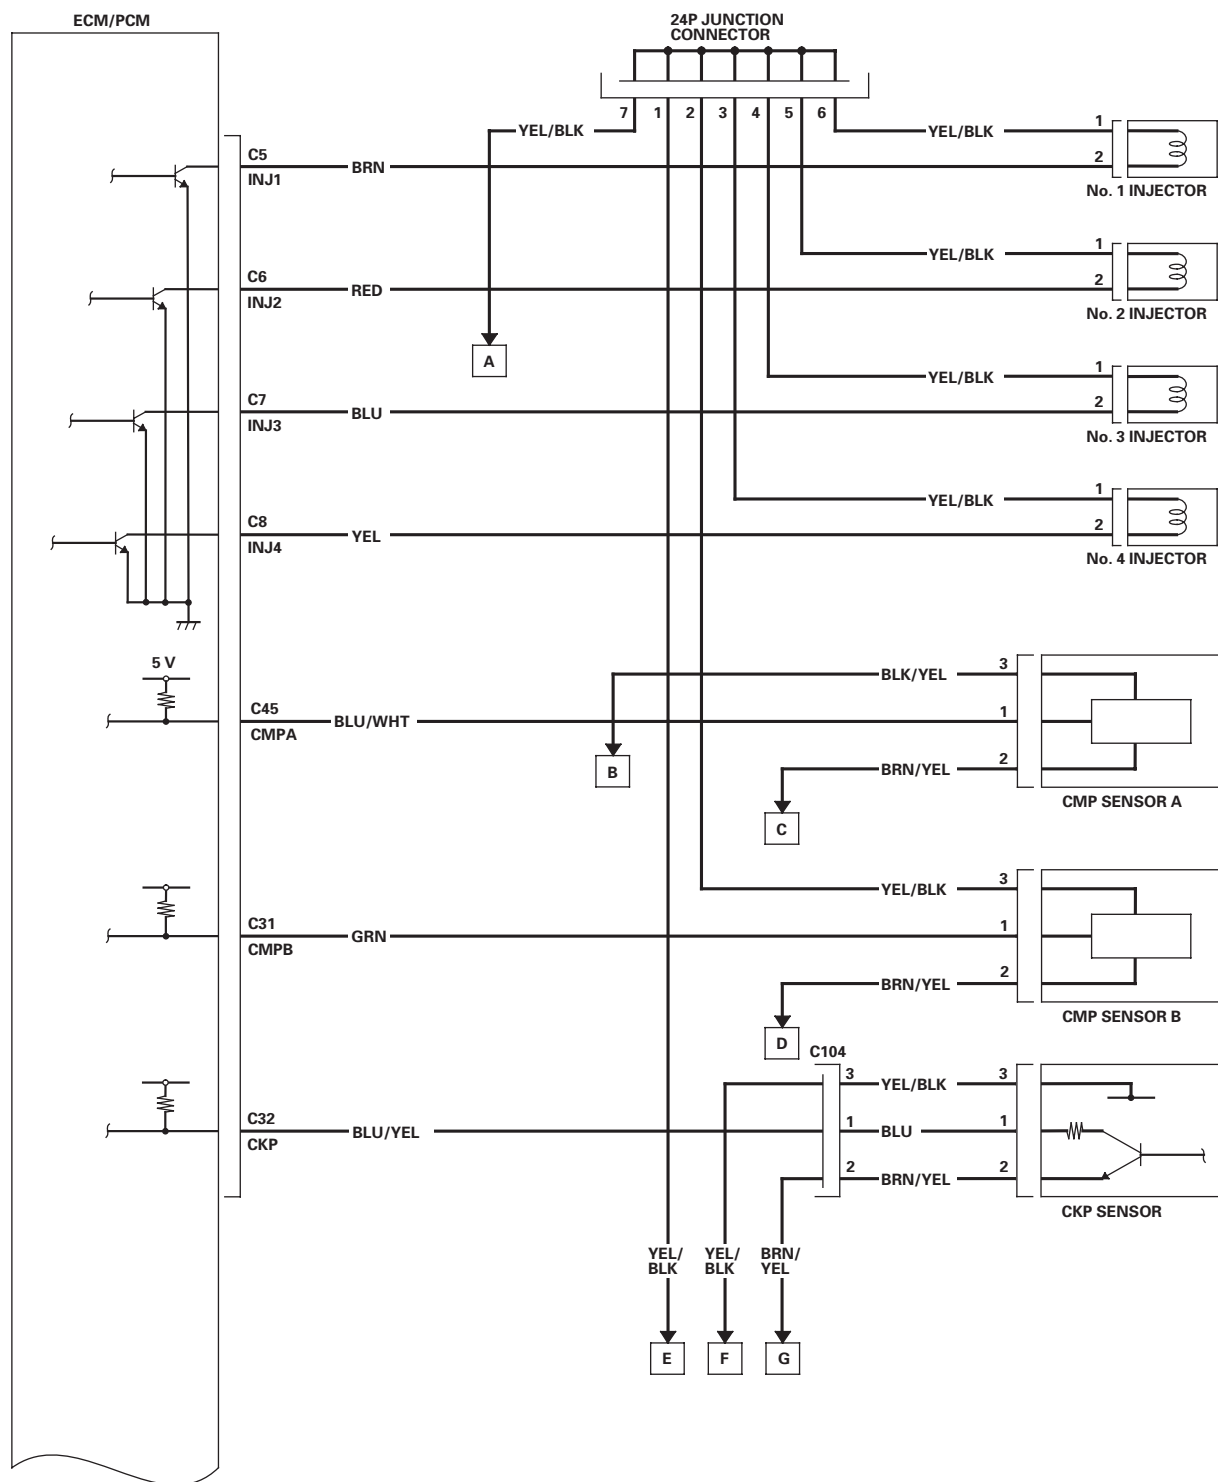 ECM/PCM
24P JUNCTION
CONNECTOR
7 1 2 3 4 5 6
YEL/BLK
YEL/BLK
1
C5
INJ1
BRN
2
No. 1 INJECTOR
YEL/BLK
1
C6
INJ2
RED
2
No. 2 INJECTOR
A
YEL/BLK
1
C7
INJ3
BLU
2
No. 3 INJECTOR
YEL/BLK
1
C8
INJ4
YEL
2
No. 4 INJECTOR
5 V
BLK/YEL
3
C45
CMPA
BLU/WHT
1
B
BRN/YEL
2
C
CMP SENSOR A
YEL/BLK
3
C31
CMPB
GRN
1
BRN/YEL
2
D
CMP SENSOR B
C104
3
YEL/BLK
3
C32
CKP
BLU/YEL
1
BLU
1
2
BRN/YEL
2
CKP SENSOR
YEL/
BLK
YEL/
BLK
BRN/
YEL
E
F
G